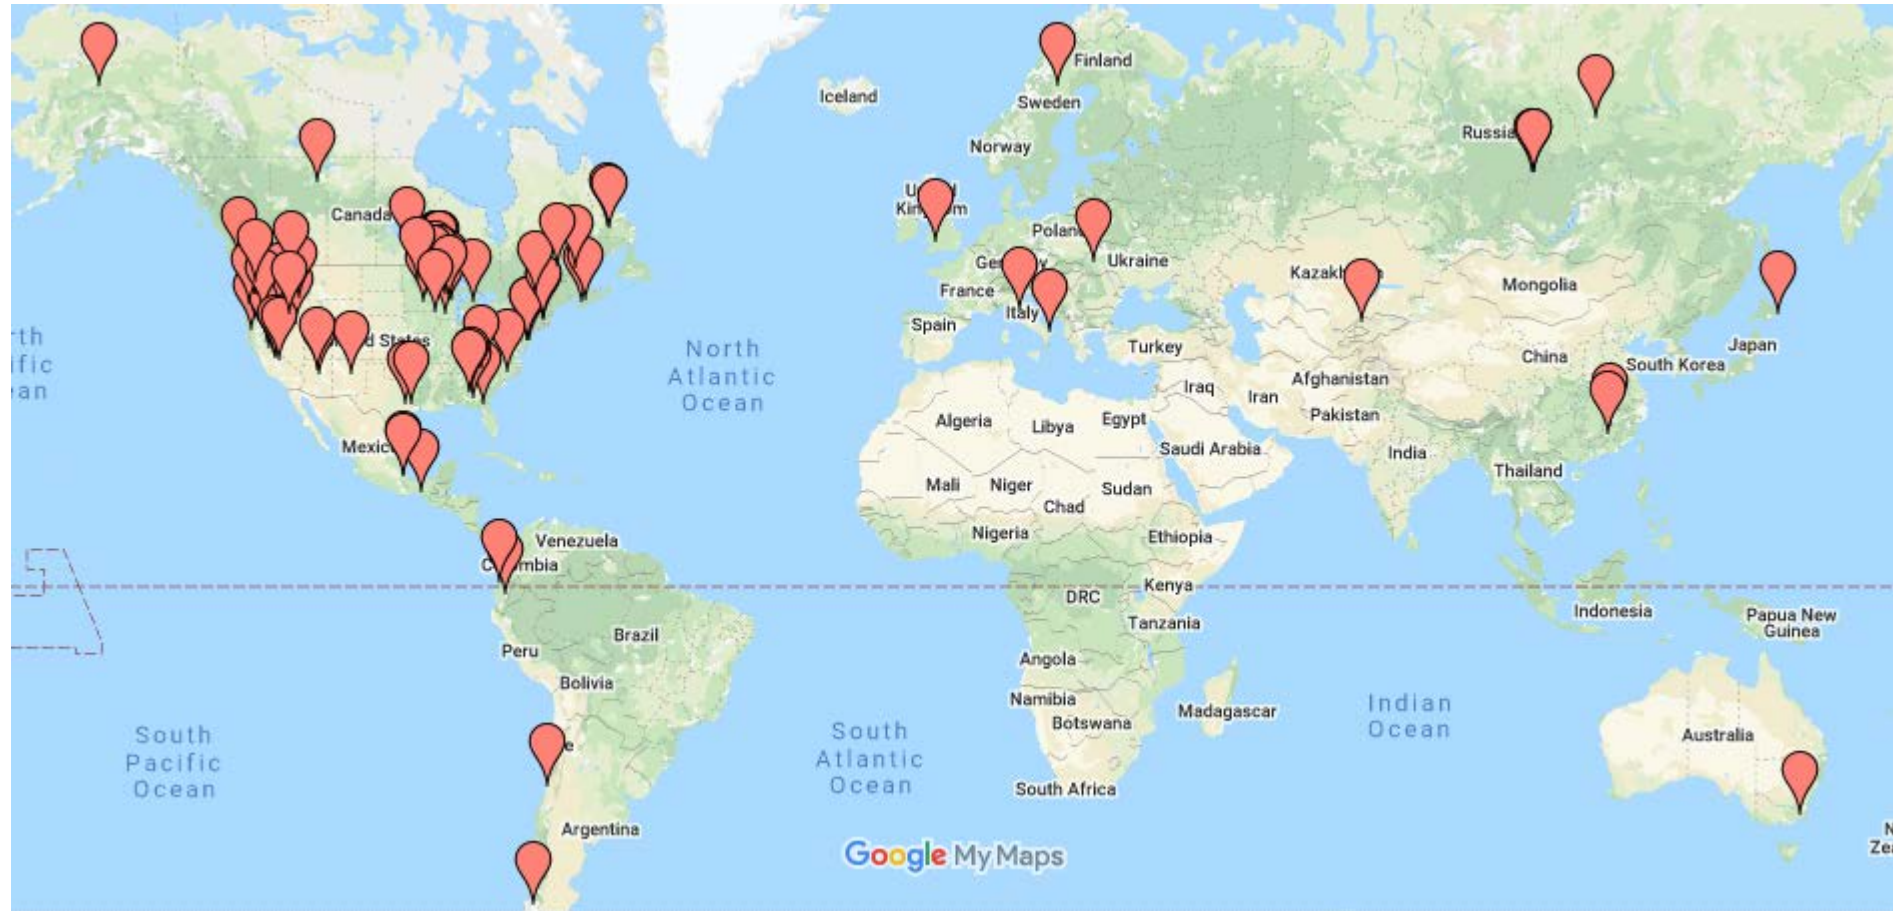 Finland
Iceland
Sweden
Russia
Norway
Canada
Poland
Ukraine
Kazakh
Mongolia
France
Italy
Spain
Turkey
Japan
China
South Korea
North
Atlantic
Ocean
Iraq
Iran
Afghanistan
Pakistan
Algeria
Libya
Egypt
Saudi Arabia
India
Thailand
Mali
Niger
Chad
Sudan
Nigeria
Ethiopia
Venezuela
Kenya
DRC
Tanzania
Indonesia
Papua New
Guinea
Brazil
Peru
Bolivia
Angola
Namibia
Botswana
Madagascar
South Africa
South
Pacific
Ocean
South
Atlantic
Ocean
Indian
Ocean
Australia
Argentina
Google My Maps